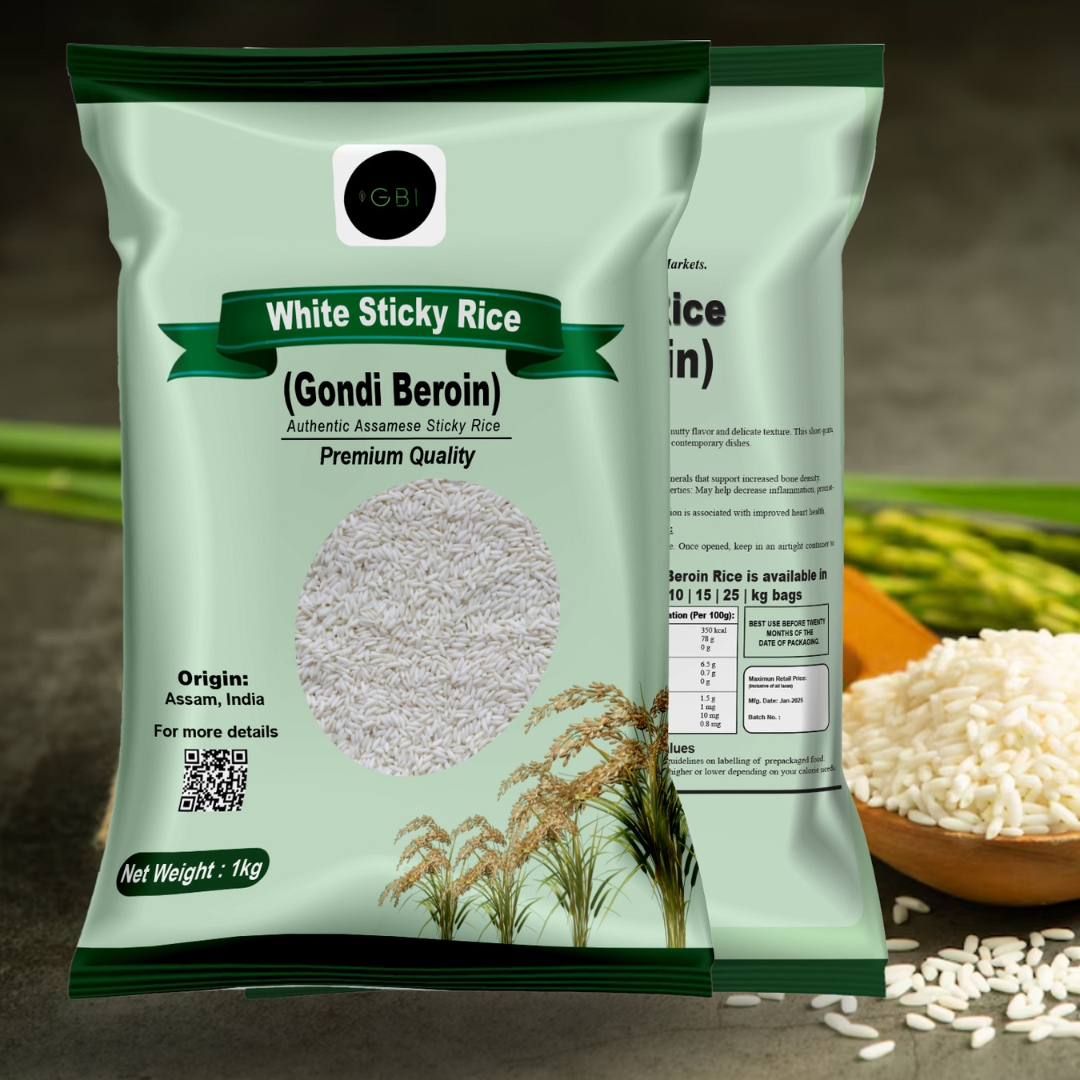 GBI
White Sticky Rice
(Gondi Beroin)
Authentic Assamese Sticky Rice
Premium Quality
Origin:
Assam, India
For more details
Net Weight : 1kg
Markets.
Rice
in)
nutty flavor and delicate texture. This short-grain,
contemporary dishes.
nerals that support increased bone density.
erties: May help decrease inflammation,
ion is associated with improved heart health.
e. Once opened, keep in an airtight container to
Beroin Rice is available in
10 | 15 | 25 | kg bags
ation (Per 100g):
350 kcal
78 g
0 g
6.5 g
0.7 g
0 g
1.5 g
1 mg
10 mg
0.8 mg
BEST USE BEFORE TWENTY
MONTHS OF THE
DATE OF PACKAGING.
Maximun Retail Price:
(Inclusive of all taxes)
Mfg. Date: Jan-2025
Batch No. :
lues
guidelines on labelling of prepackaged food.
higher or lower depending on your calorie needs.